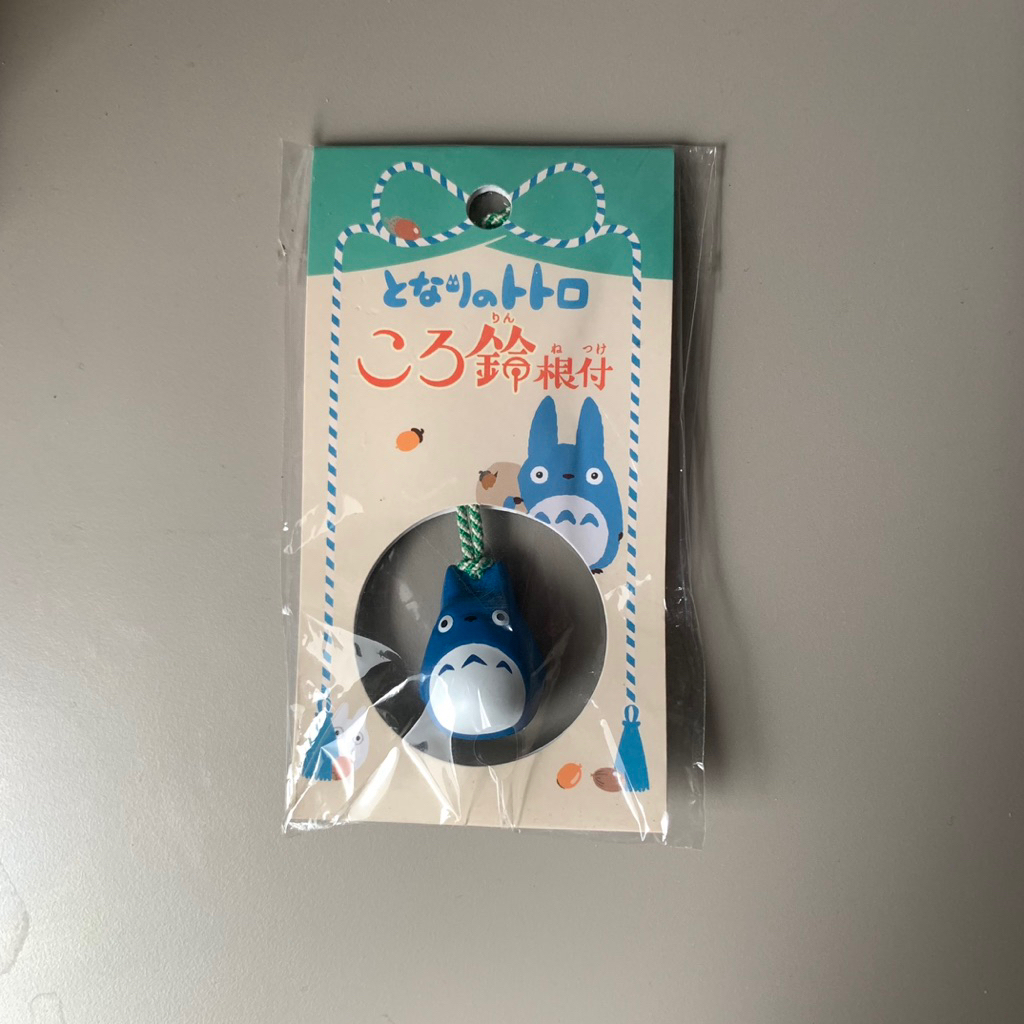 となりのトトロ
ころ鈴根付
りん
ね つけ